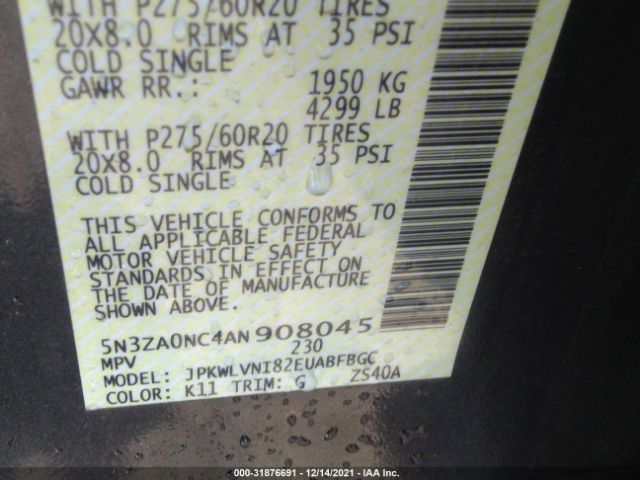 WITH P275/60R20 TIRES
20X8.0 RIMS AT 35 PSI
COLD SINGLE
GAWR RR.: 1950 KG
4299 LB
WITH P275/60R20 TIRES
20X8.0 RIMS AT 35 PSI
COLD SINGLE
THIS VEHICLE CONFORMS TO
ALL APPLICABLE FEDERAL
MOTOR VEHICLE SAFETY
STANDARDS IN EFFECT ON
THE DATE OF MANUFACTURE
SHOWN ABOVE.
5N3ZA0NC4AN908045
MPV 230
MODEL: JPKWLVNI82EUABFBGC
COLOR: K11 TRIM: G ZS40A
000-31876691 | 12/14/2021 | IAA Inc.